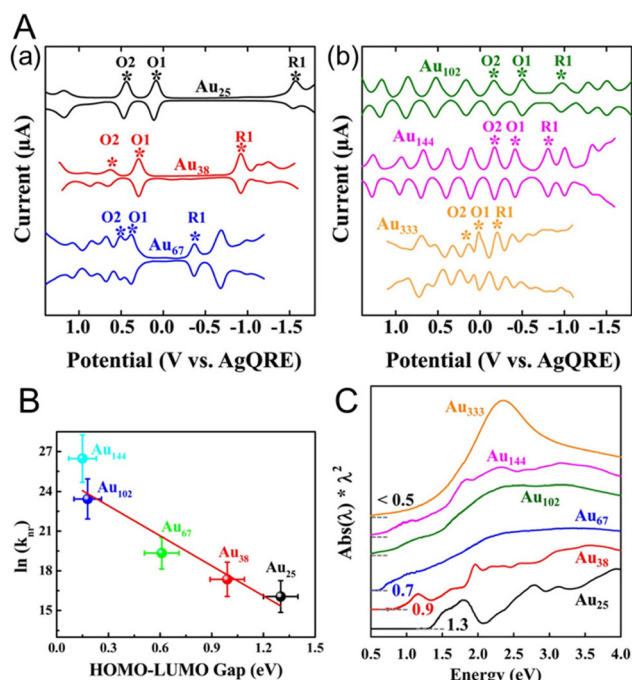 A
(a)
O2 O1 R1
* * *
Au25
O2 O1 R1
* * *
Au38
O2 O1 R1
* * *
Au67
Current (μA)
1.0 0.5 0.0 -0.5 -1.0 -1.5
Potential (V vs. AgQRE)
(b)
O2 O1 R1
* * *
Au102
O2 O1 R1
* * *
Au144
O2 O1 R1
* * *
Au333
Current (μA)
1.0 0.5 0.0 -0.5 -1.0 -1.5
Potential (V vs. AgQRE)
B
27
24
21
18
15
ln (knr)
Au144
Au102
Au67
Au38
Au25
0.0 0.3 0.6 0.9 1.2 1.5
HOMO-LUMO Gap (eV)
C
Abs(λ) * λ²
Au333
< 0.5
Au144
Au102
Au67
0.7
Au38
0.9
Au25
1.3
0.5 1.0 1.5 2.0 2.5 3.0 3.5 4.0
Energy (eV)